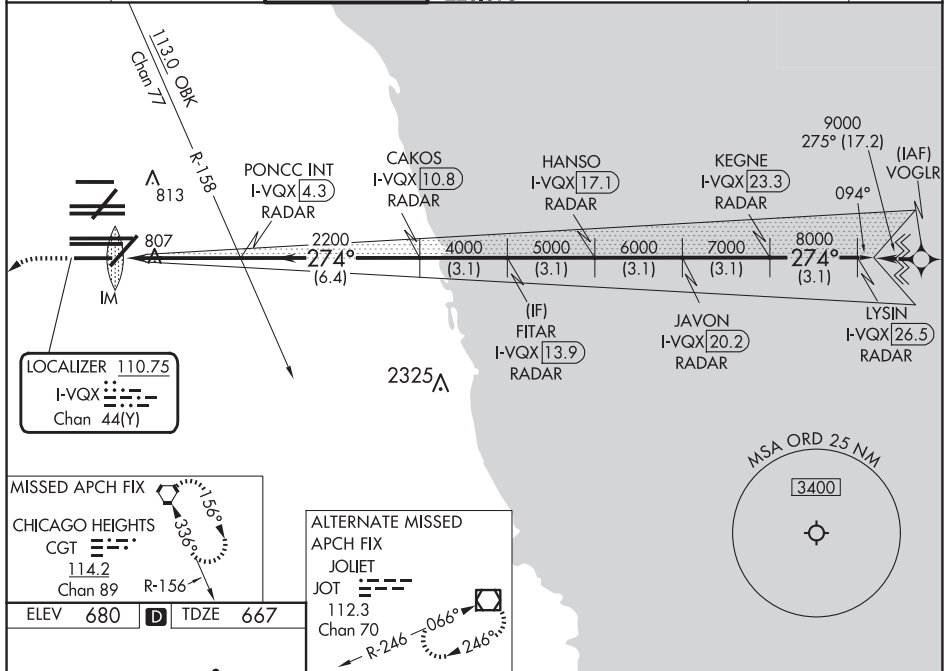 113.0 OBK
Chan 77
R-158
813
807
IM
PONCC INT
I-VQX 4.3
RADAR
CAKOS
I-VQX 10.8
RADAR
HANSO
I-VQX 17.1
RADAR
KEGNE
I-VQX 23.3
RADAR
9000
275° (17.2)
094°
(IAF)
VOGLR
2200
274°
(6.4)
4000
(3.1)
5000
(3.1)
6000
(3.1)
7000
(3.1)
8000
274°
(3.1)
(IF)
FITAR
I-VQX 13.9
RADAR
JAVON
I-VQX 20.2
RADAR
LYSIN
I-VQX 26.5
RADAR
LOCALIZER 110.75
I-VQX
Chan 44(Y)
2325
MSA ORD 25 NM
3400
MISSED APCH FIX
CHICAGO HEIGHTS
CGT
114.2
Chan 89
R-156
336°
156°
ALTERNATE MISSED
APCH FIX
JOLIET
JOT
112.3
Chan 70
R-246
066°
246°
ELEV 680 D TDZE 667